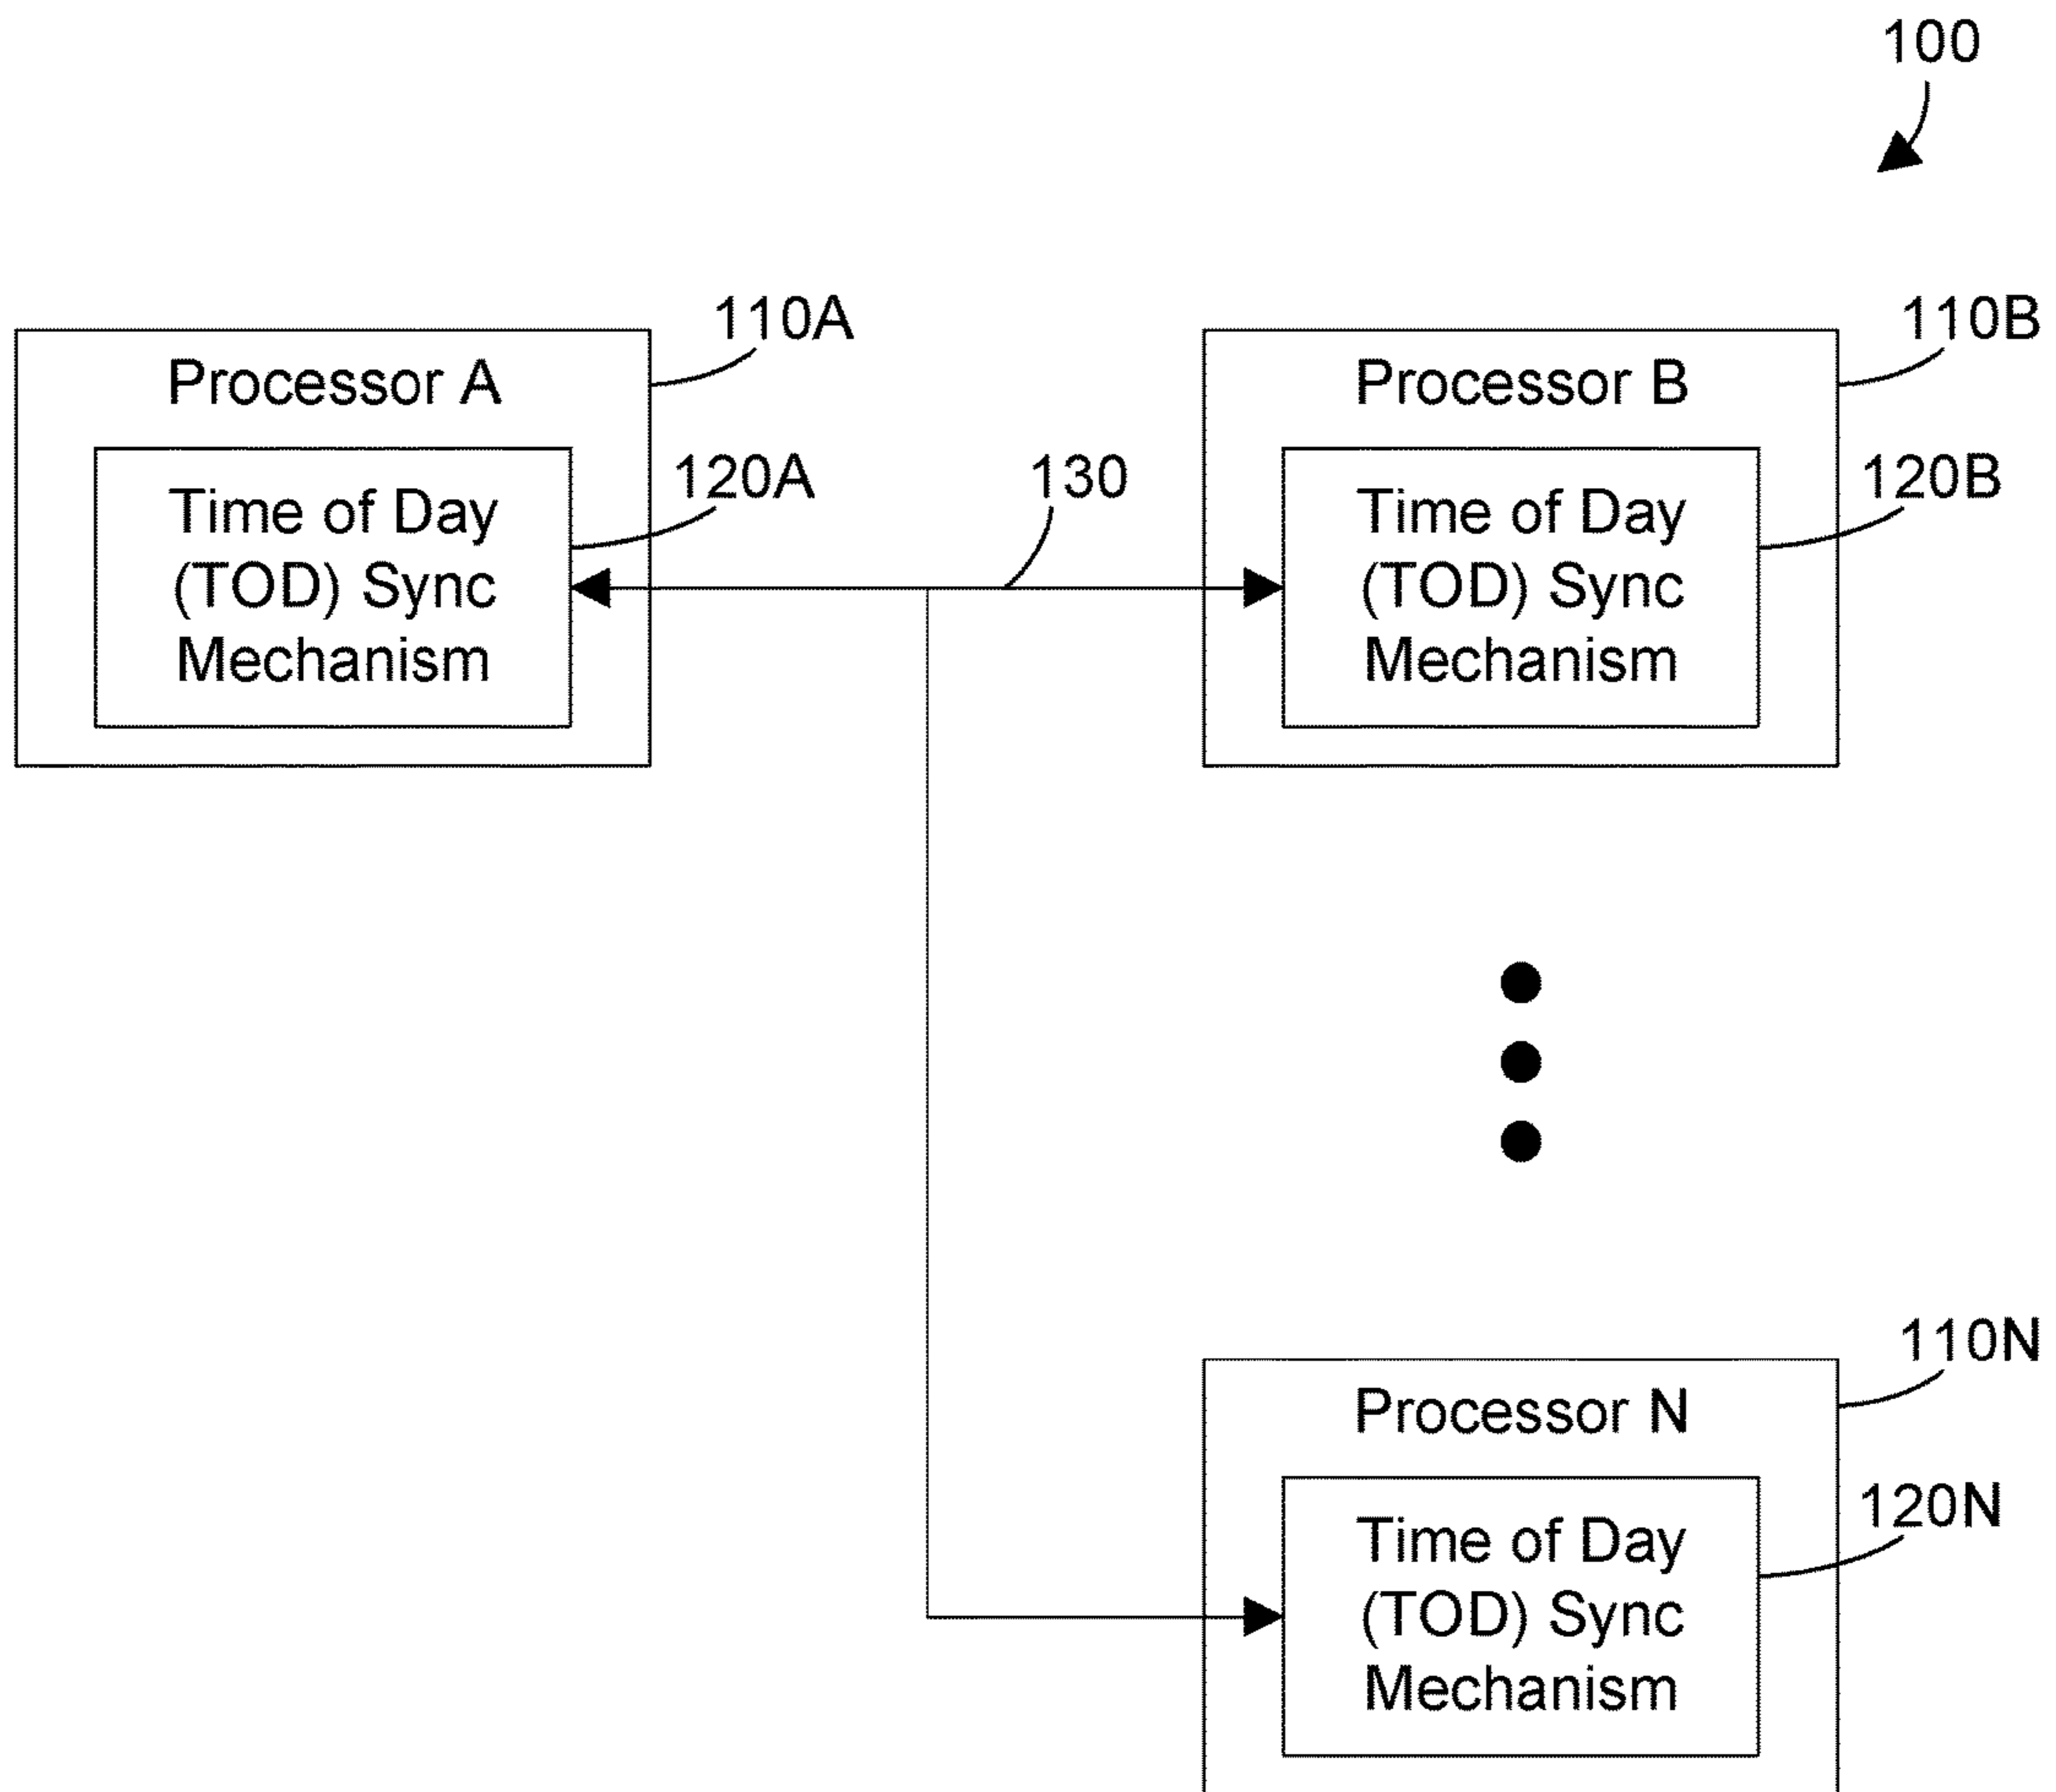 100
110A
110B
Processor A
Processor B
120A
130
120B
Time of Day
(TOD) Sync
Mechanism
Time of Day
(TOD) Sync
Mechanism
110N
Processor N
120N
Time of Day
(TOD) Sync
Mechanism